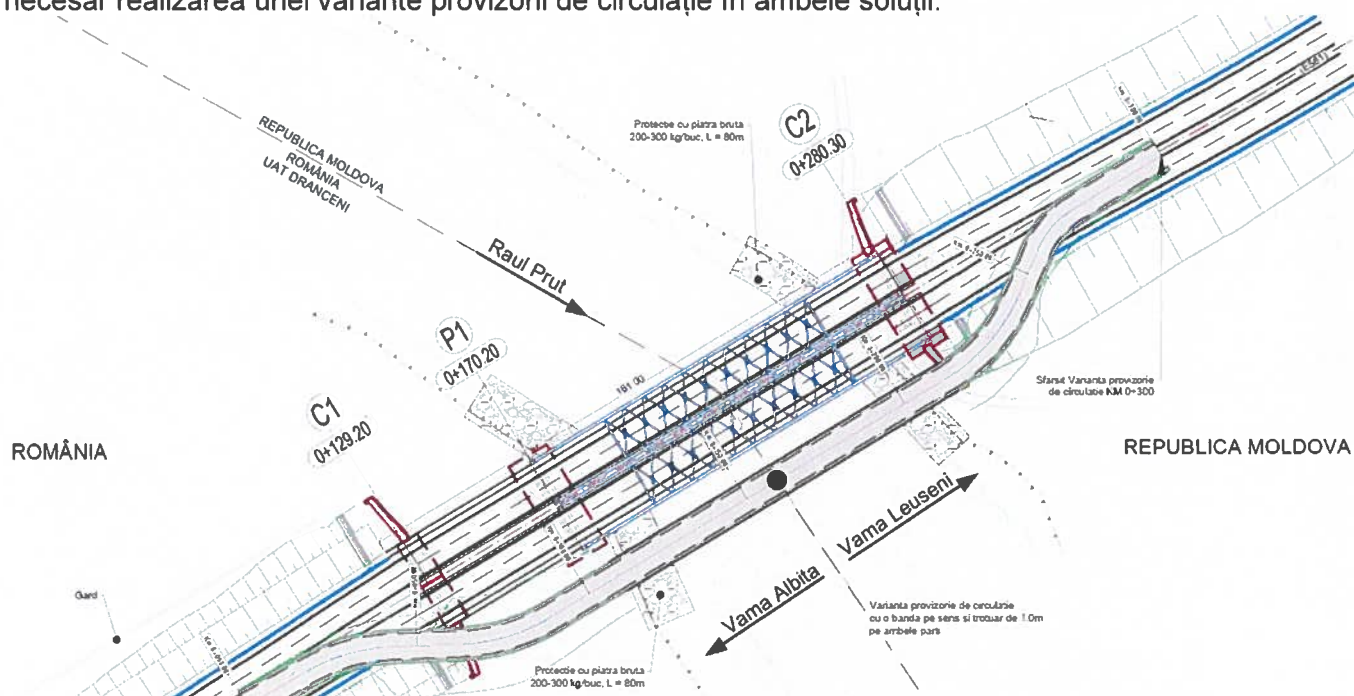 necesar realizarea unei variante provizorii de circulație în ambele soluții.
REPUBLICA MOLDOVA
ROMÂNIA
UAT DRANCENI
Raul Prut
Protectie cu piatra bruta
200-300 kg/buc, L = 80m
C2
0+280.30
P1
0+170.20
C1
0+129.20
161.00
ROMÂNIA
REPUBLICA MOLDOVA
Sfarsit Varianta provizorie
de circulatie KM 0+300
Vama Leuseni
Vama Albita
Gard
Varianta provizorie de circulatie
cu o banda pe sens si trotuar de 1.0m
pe ambele parti
Protectie cu piatra bruta
200-300 kg/buc, L = 80m